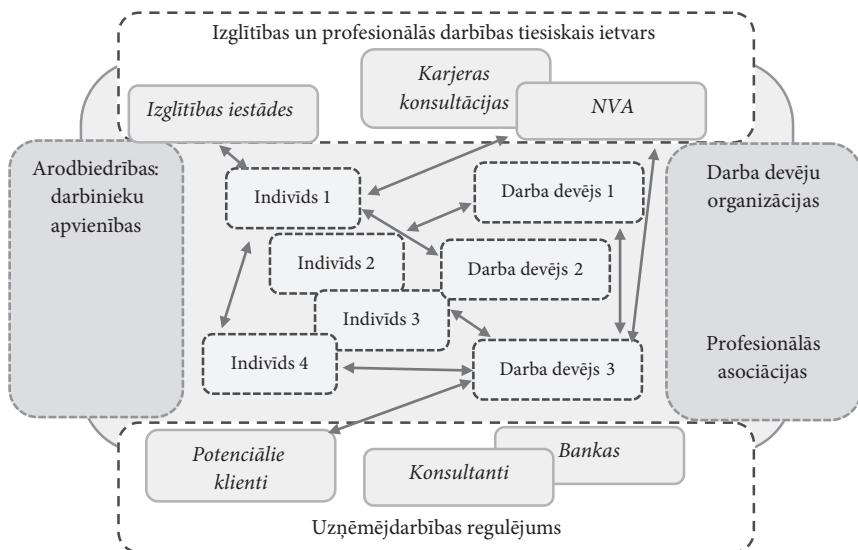 Izglītības un profesionālās darbības tiesiskais ietvars
Izglītības iestādes
Karjeras
konsultācijas
NVA
Arodbiedrības:
darbinieku
apvienības
Indivīds 1
Indivīds 2
Indivīds 3
Indivīds 4
Darba devējs 1
Darba devējs 2
Darba devējs 3
Darba devēju
organizācijas
Profesionālās
asociācijas
Potenciālie
klienti
Konsultanti
Bankas
Uzņēmējdarbības regulējums